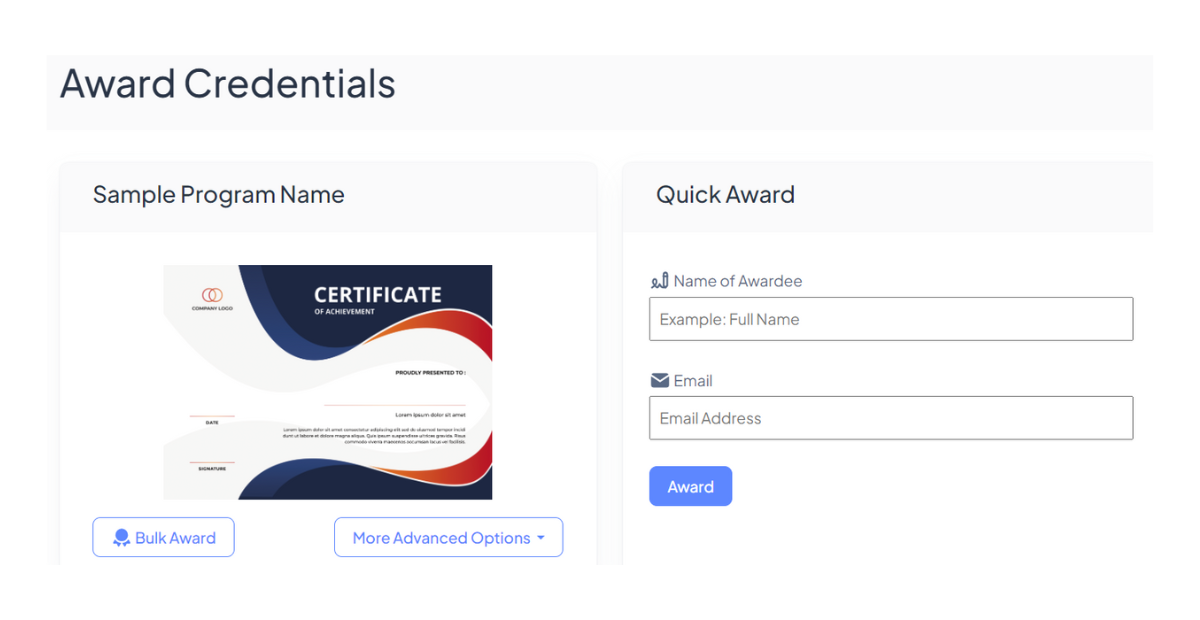 Award Credentials
Sample Program Name
COMPANY LOGO
CERTIFICATE
OF ACHIEVEMENT
PROUDLY PRESENTED TO :
Lorem ipsum dolor sit amet
Lorem ipsum dolor sit amet consectetur adipiscing elit sed do eiusmod tempor incidi
dunt ut labore et dolore magna aliqua. Quis ipsum suspendisse ultrices gravida. Risus
commodo viverra maecenas accumsan lacus vel facilisis.
DATE
SIGNATURE
Bulk Award
More Advanced Options
Quick Award
Name of Awardee
Example: Full Name
Email
Email Address
Award